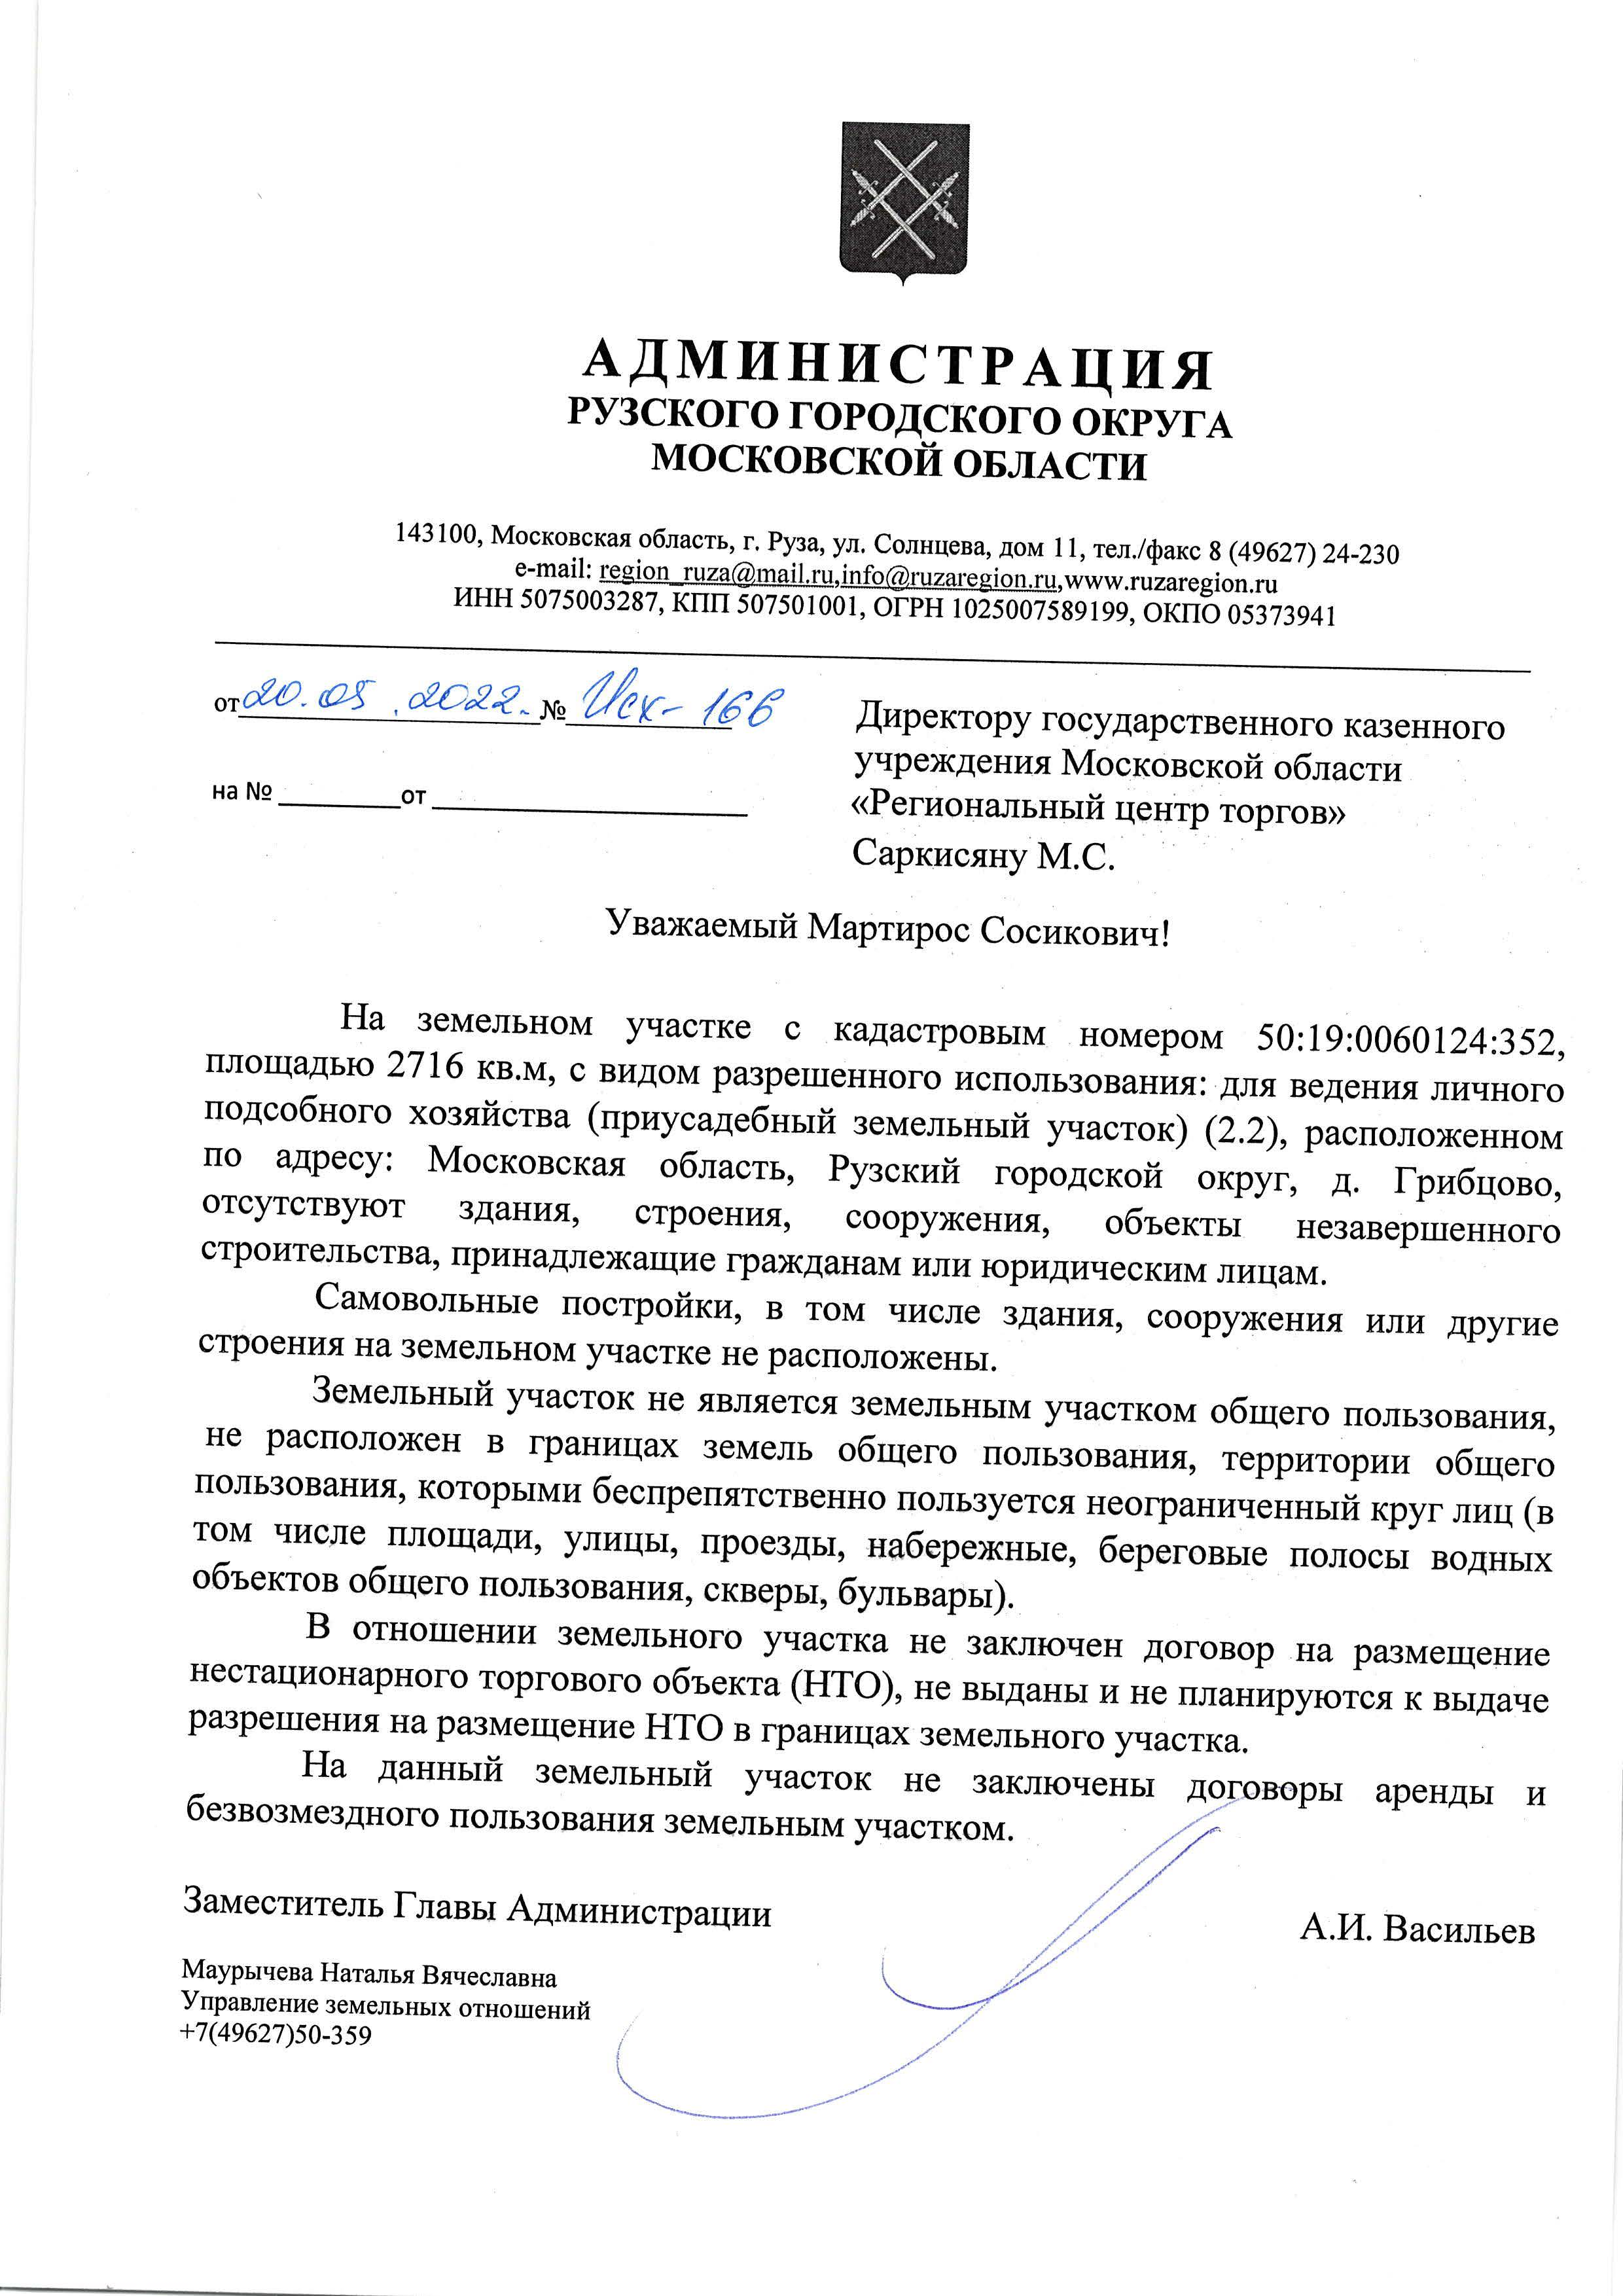 АДМИНИСТРАЦИЯ
РУЗСКОГО ГОРОДСКОГО ОКРУГА
МОСКОВСКОЙ ОБЛАСТИ
143100, Московская область, г. Руза, ул. Солнцева, дом 11, тел./факс 8 (49627) 24-230
e-mail: region_ruza@mail.ru,info@ruzaregion.ru,www.ruzaregion.ru
ИНН 5075003287, КПП 507501001, ОГРН 1025007589199, ОКПО 05373941
от 20.05.2022. № Исх-166
на № ________от ____________________
Директору государственного казенного
учреждения Московской области
«Региональный центр торгов»
Саркисяну М.С.
Уважаемый Мартирос Сосикович!
На земельном участке с кадастровым номером 50:19:0060124:352,
площадью 2716 кв.м, с видом разрешенного использования: для ведения личного
подсобного хозяйства (приусадебный земельный участок) (2.2), расположенном
по адресу: Московская область, Рузский городской округ, д. Грибцово,
отсутствуют здания, строения, сооружения, объекты незавершенного
строительства, принадлежащие гражданам или юридическим лицам.
Самовольные постройки, в том числе здания, сооружения или другие
строения на земельном участке не расположены.
Земельный участок не является земельным участком общего пользования,
не расположен в границах земель общего пользования, территории общего
пользования, которыми беспрепятственно пользуется неограниченный круг лиц (в
том числе площади, улицы, проезды, набережные, береговые полосы водных
объектов общего пользования, скверы, бульвары).
В отношении земельного участка не заключен договор на размещение
нестационарного торгового объекта (НТО), не выданы и не планируются к выдаче
разрешения на размещение НТО в границах земельного участка.
На данный земельный участок не заключены договоры аренды и
безвозмездного пользования земельным участком.
Заместитель Главы Администрации А.И. Васильев
Маурычева Наталья Вячеславна
Управление земельных отношений
+7(49627)50-359